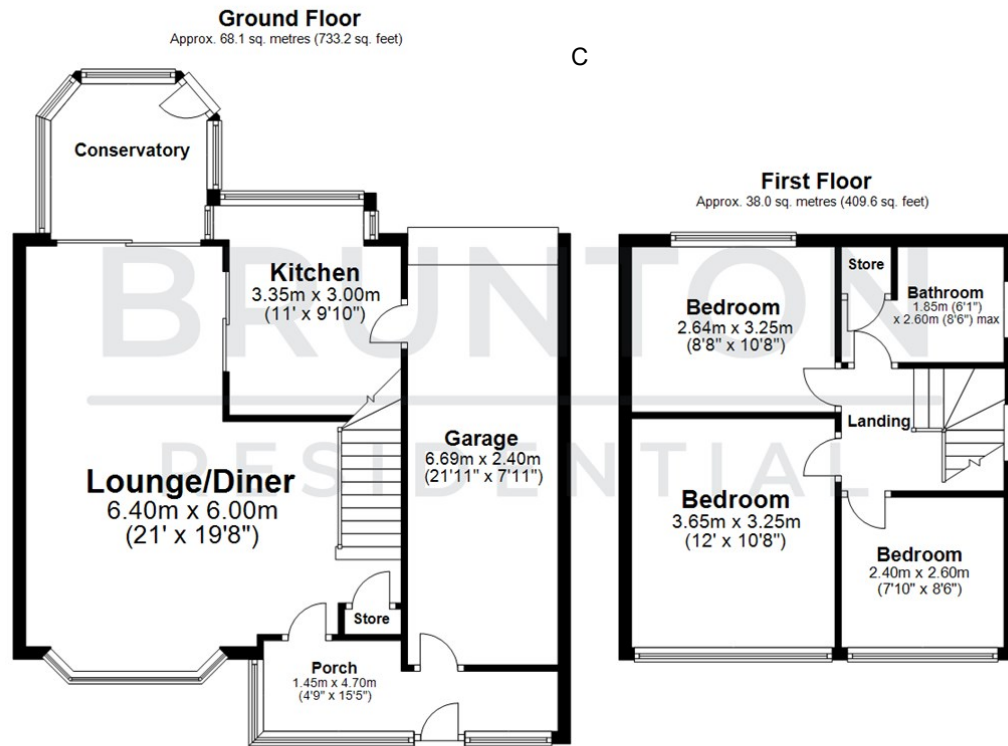 Ground Floor
Approx. 68.1 sq. metres (733.2 sq. feet)
C
Conservatory
Kitchen
3.35m x 3.00m
(11' x 9'10")
Lounge/Diner
6.40m x 6.00m
(21' x 19'8")
Garage
6.69m x 2.40m
(21'11" x 7'11")
Store
Porch
1.45m x 4.70m
(4'9" x 15'5")
First Floor
Approx. 38.0 sq. metres (409.6 sq. feet)
Store
Bathroom
1.85m (6'1")
x 2.60m (8'6") max
Bedroom
2.64m x 3.25m
(8'8" x 10'8")
Landing
Bedroom
3.65m x 3.25m
(12' x 10'8")
Bedroom
2.40m x 2.60m
(7'10" x 8'6")
BRUNTON
RESIDENTIAL